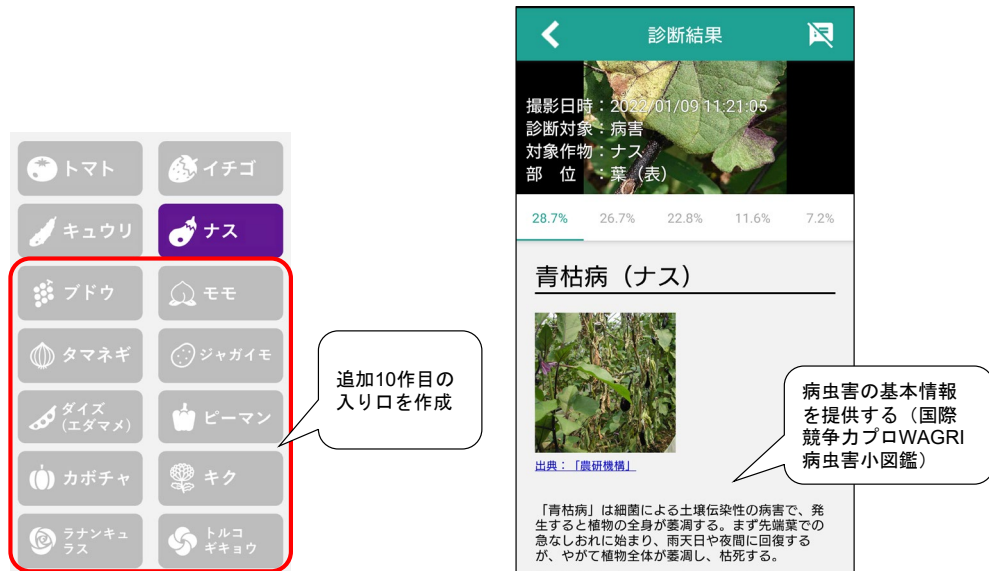 トマト
イチゴ
キュウリ
ナス
ブドウ
モモ
タマネギ
ジャガイモ
ダイズ
(エダマメ)
ピーマン
カボチャ
キク
ラナンキュ
ラス
トルコ
ギキョウ
追加10作目の
入り口を作成
診断結果
撮影日時：2022/01/09 11:21:05
診断対象：病害
対象作物：ナス
部　位　：葉（表）
28.7% 26.7% 22.8% 11.6% 7.2%
青枯病（ナス）
出典：「農研機構」
「青枯病」は細菌による土壌伝染性の病害で、発
生すると植物の全身が萎凋する。まず先端葉での
急なしおれに始まり、雨天日や夜間に回復する
が、やがて植物全体が萎凋し、枯死する。
病虫害の基本情報
を提供する（国際
競争力プロWAGRI
病虫害小図鑑）